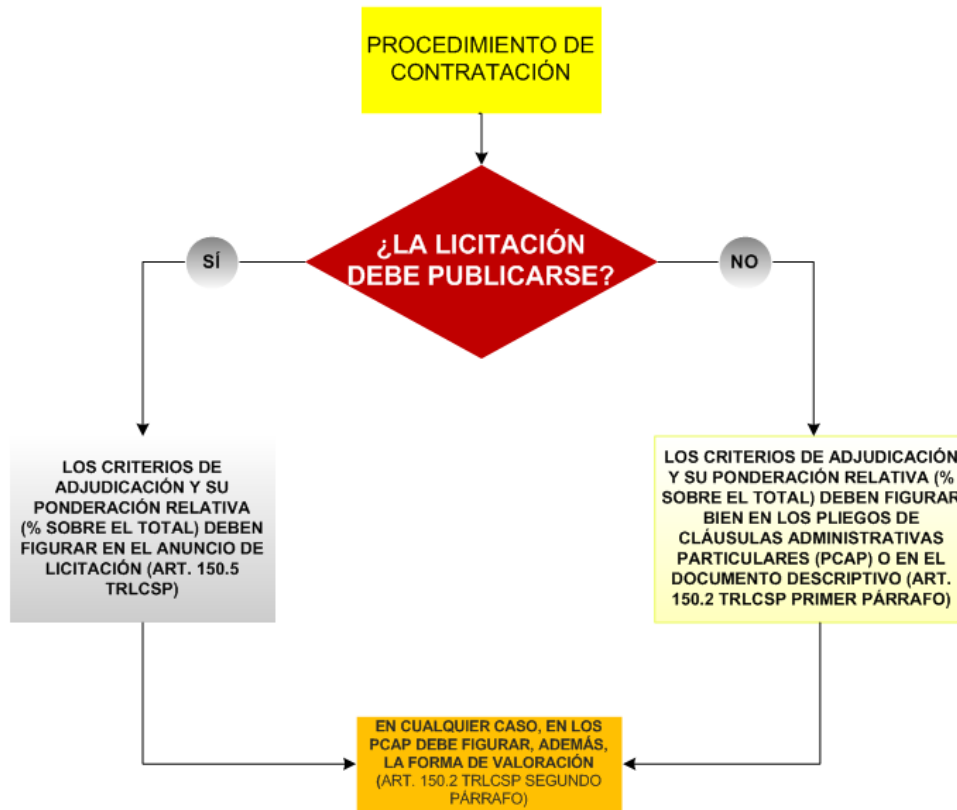 PROCEDIMIENTO DE
CONTRATACIÓN
¿LA LICITACIÓN
DEBE PUBLICARSE?
SÍ
NO
LOS CRITERIOS DE
ADJUDICACIÓN Y SU
PONDERACIÓN RELATIVA
(% SOBRE EL TOTAL) DEBEN
FIGURAR EN EL ANUNCIO DE
LICITACIÓN (ART. 150.5
TRLCSP)
LOS CRITERIOS DE ADJUDICACIÓN
Y SU PONDERACIÓN RELATIVA (%
SOBRE EL TOTAL) DEBEN FIGURAR
BIEN EN LOS PLIEGOS DE
CLÁUSULAS ADMINISTRATIVAS
PARTICULARES (PCAP) O EN EL
DOCUMENTO DESCRIPTIVO (ART.
150.2 TRLCSP PRIMER PÁRRAFO)
EN CUALQUIER CASO, EN LOS
PCAP DEBE FIGURAR, ADEMÁS,
LA FORMA DE VALORACIÓN
(ART. 150.2 TRLCSP SEGUNDO
PÁRRAFO)